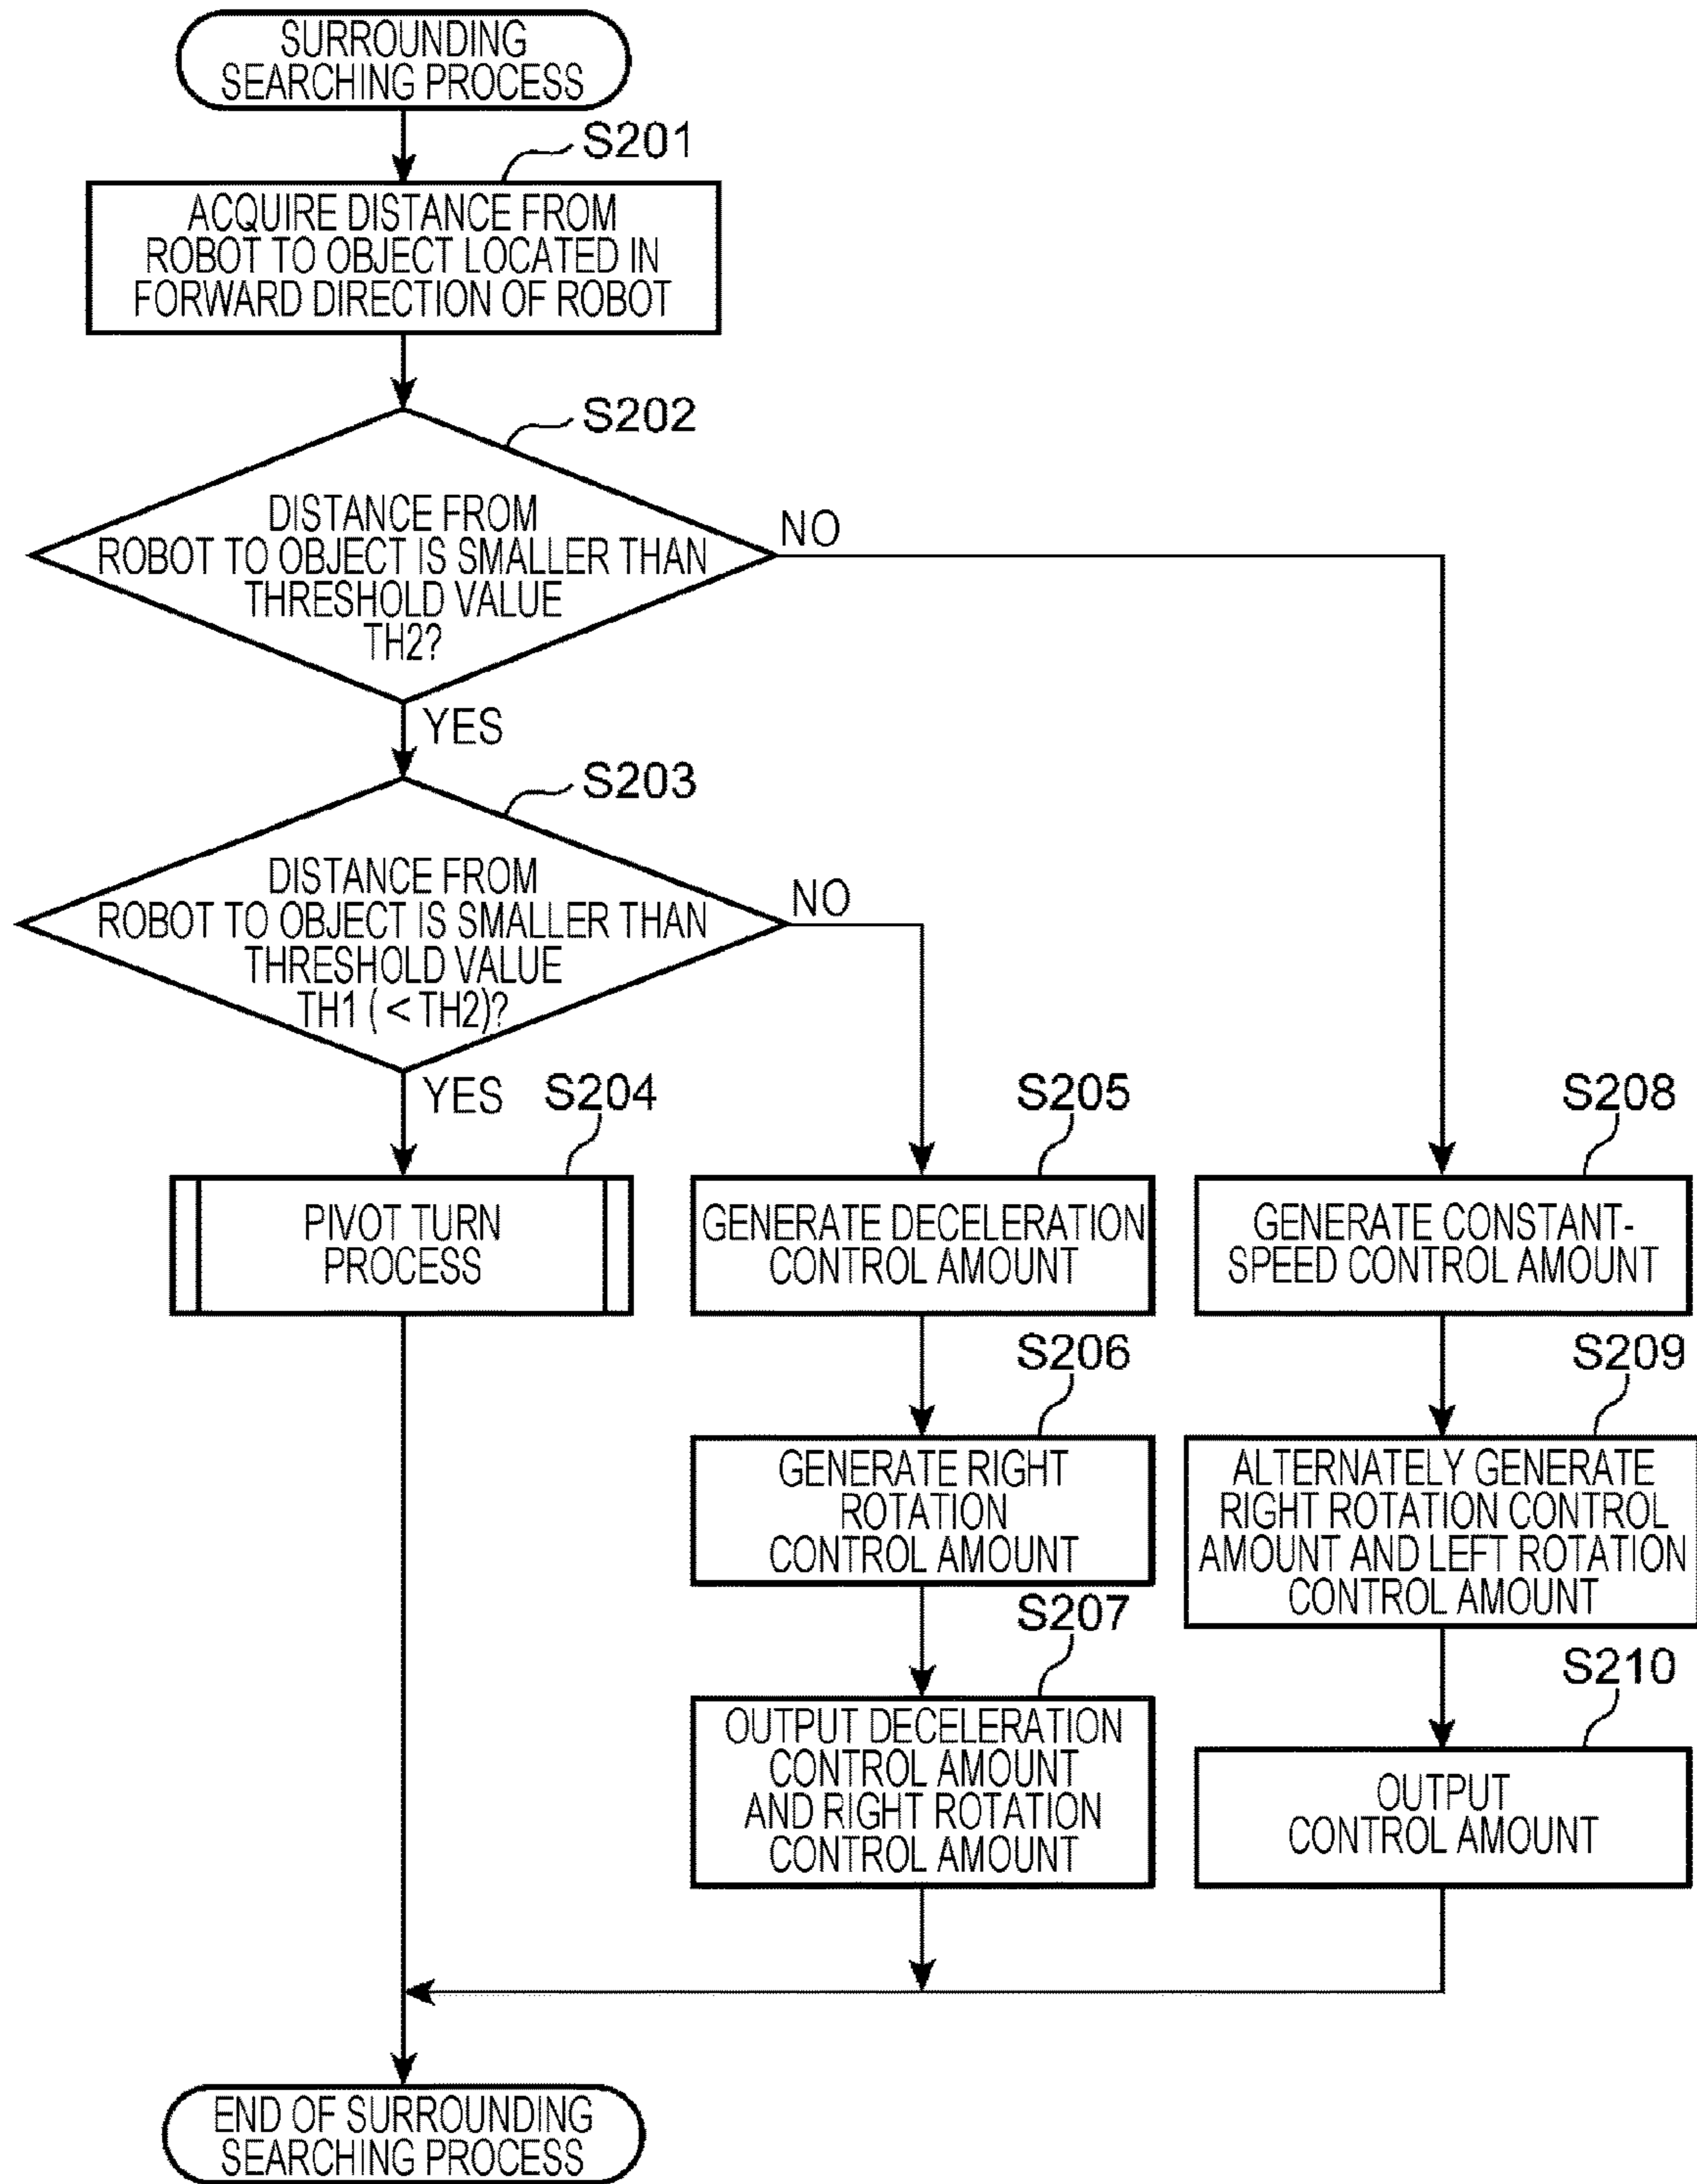 SURROUNDING
SEARCHING PROCESS
S201
ACQUIRE DISTANCE FROM
ROBOT TO OBJECT LOCATED IN
FORWARD DIRECTION OF ROBOT
S202
DISTANCE FROM
ROBOT TO OBJECT IS SMALLER THAN
THRESHOLD VALUE
TH2?
NO
YES
S203
DISTANCE FROM
ROBOT TO OBJECT IS SMALLER THAN
THRESHOLD VALUE
TH1 ( < TH2)?
NO
YES
S204
PIVOT TURN
PROCESS
S205
GENERATE DECELERATION
CONTROL AMOUNT
S206
GENERATE RIGHT
ROTATION
CONTROL AMOUNT
S207
OUTPUT DECELERATION
CONTROL AMOUNT
AND RIGHT ROTATION
CONTROL AMOUNT
S208
GENERATE CONSTANT-
SPEED CONTROL AMOUNT
S209
ALTERNATELY GENERATE
RIGHT ROTATION CONTROL
AMOUNT AND LEFT ROTATION
CONTROL AMOUNT
S210
OUTPUT
CONTROL AMOUNT
END OF SURROUNDING
SEARCHING PROCESS